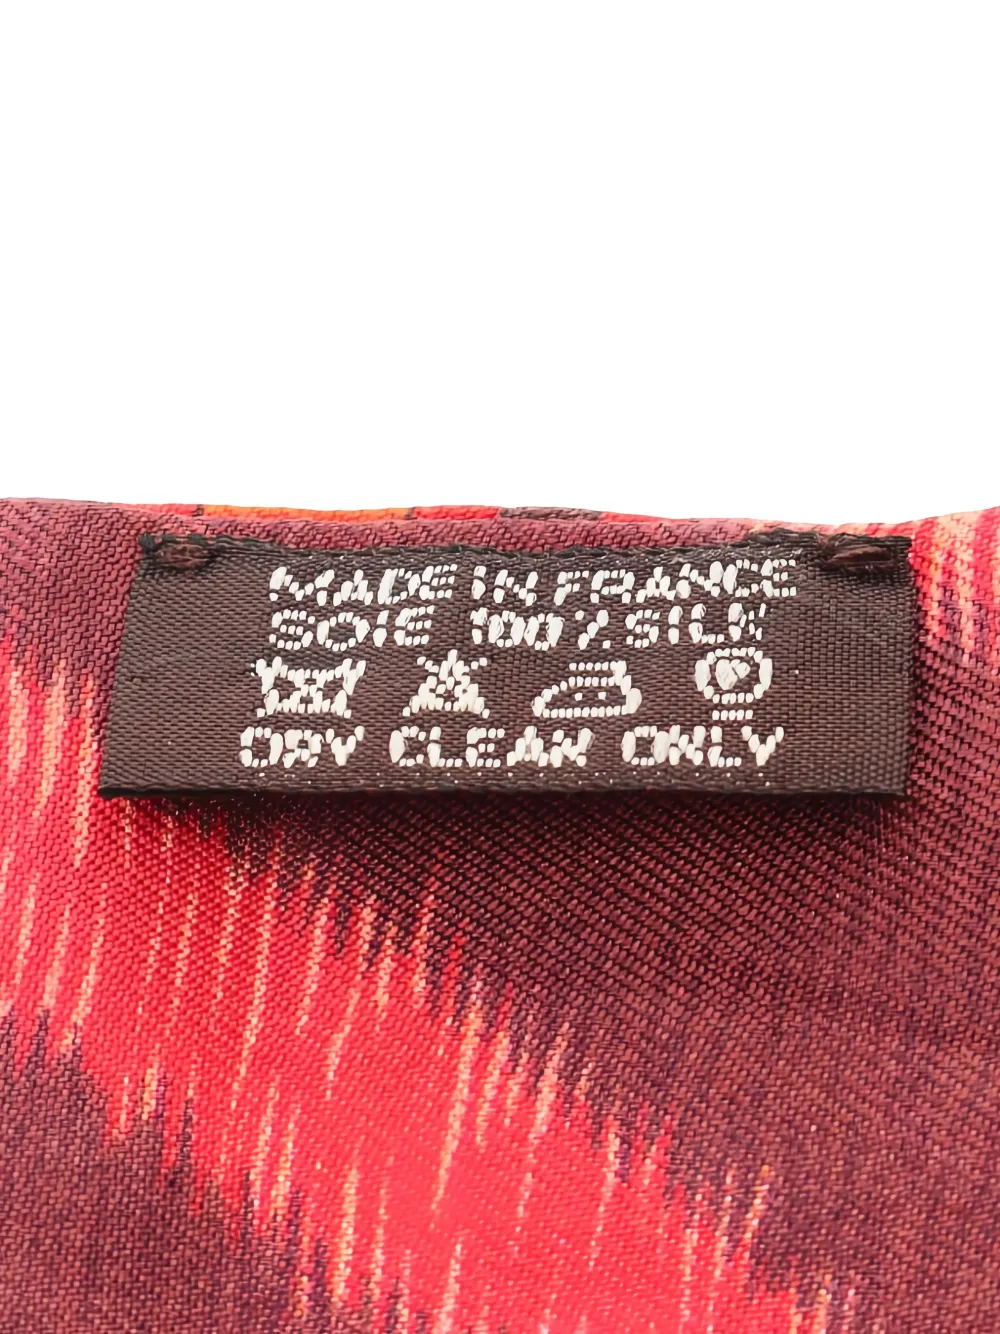 MADE IN FRANCE
SOIE 100% SILK
DRY CLEAN ONLY